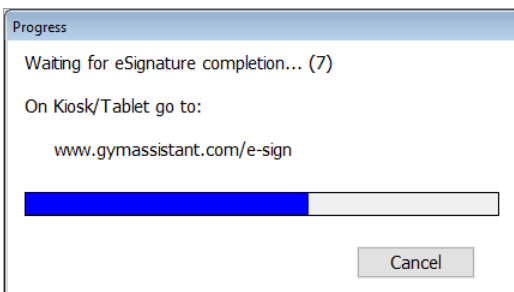 Progress
Waiting for eSignature completion... (7)
On Kiosk/Tablet go to:
www.gymassistant.com/e-sign
Cancel